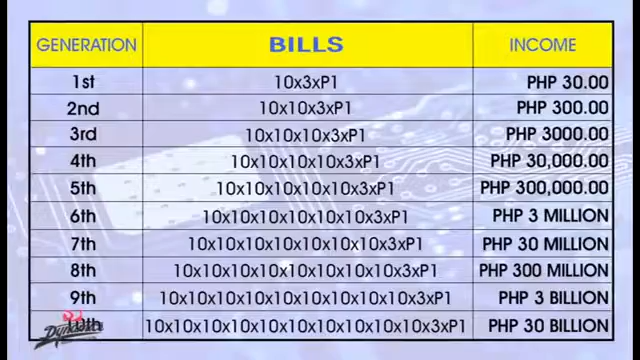 GENERATION BILLS INCOME
1st 10x3xP1 PHP 30.00
2nd 10x10x3xP1 PHP 300.00
3rd 10x10x10x3xP1 PHP 3000.00
4th 10x10x10x10x3xP1 PHP 30,000.00
5th 10x10x10x10x10x3xP1 PHP 300,000.00
6th 10x10x10x10x10x10x3xP1 PHP 3 MILLION
7th 10x10x10x10x10x10x10x3xP1 PHP 30 MILLION
8th 10x10x10x10x10x10x10x10x3xP1 PHP 300 MILLION
9th 10x10x10x10x10x10x10x10x10x3xP1 PHP 3 BILLION
10th 10x10x10x10x10x10x10x10x10x10x3xP1 PHP 30 BILLION